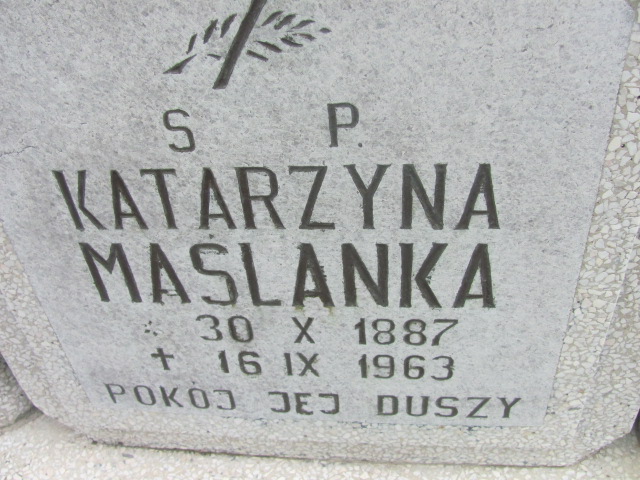 S P.
KATARZYNA
MAŚLANKA
* 30 X 1887
+ 16 IX 1963
POKÓJ JEJ DUSZY